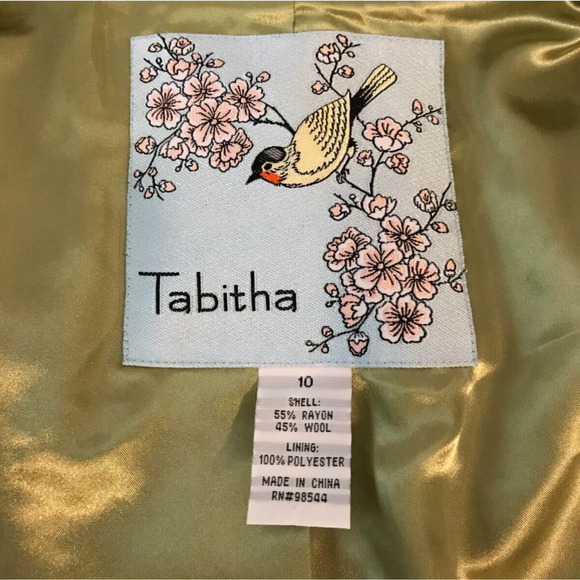 Tabitha
10
SHELL:
55% RAYON
45% WOOL
LINING:
100% POLYESTER
MADE IN CHINA
RN#98544